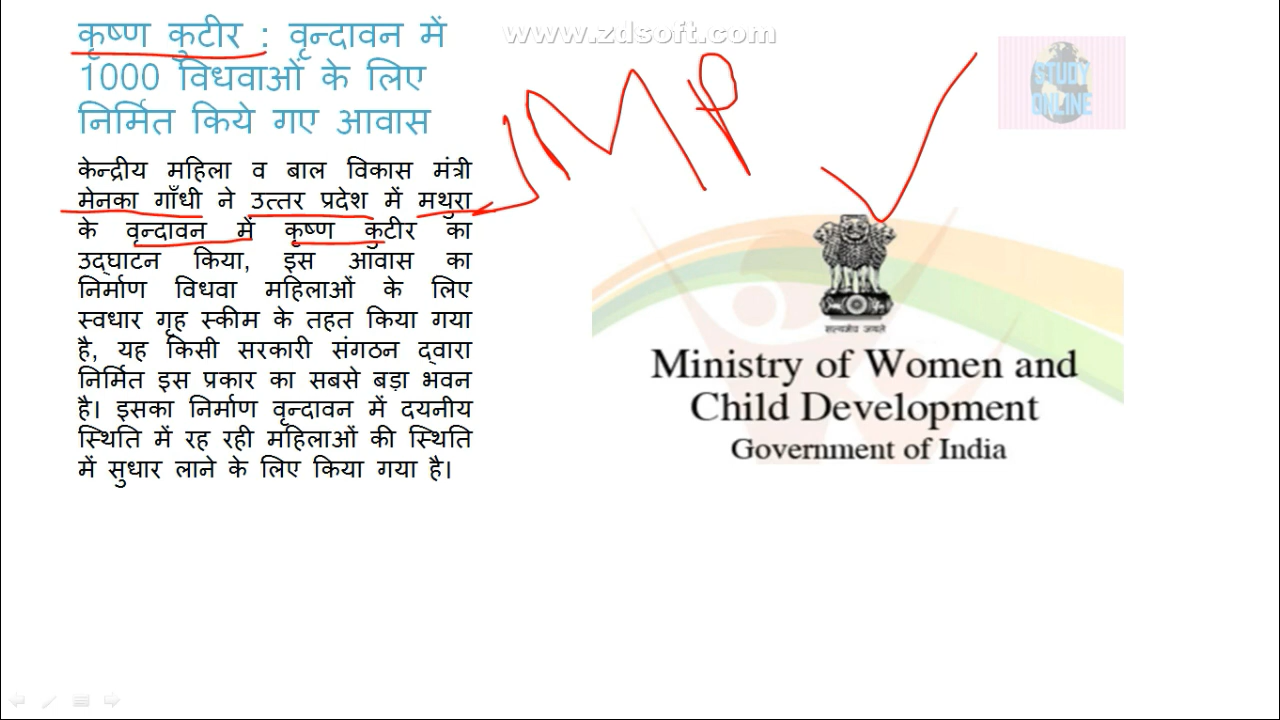 कृष्ण कुटीर : वृन्दावन में
1000 विधवाओं के लिए
निर्मित किये गए आवास
www.zdsoft.com
IMP
STUDY
ONLINE
केन्द्रीय महिला व बाल विकास मंत्री
मेनका गाँधी ने उत्तर प्रदेश में मथुरा
के वृन्दावन में कृष्ण कुटीर का
उद्घाटन किया, इस आवास का
निर्माण विधवा महिलाओं के लिए
स्वधार गृह स्कीम के तहत किया गया
है, यह किसी सरकारी संगठन द्वारा
निर्मित इस प्रकार का सबसे बड़ा भवन
है। इसका निर्माण वृन्दावन में दयनीय
स्थिति में रह रही महिलाओं की स्थिति
में सुधार लाने के लिए किया गया है।
सत्यमेव जयते
Ministry of Women and
Child Development
Government of India